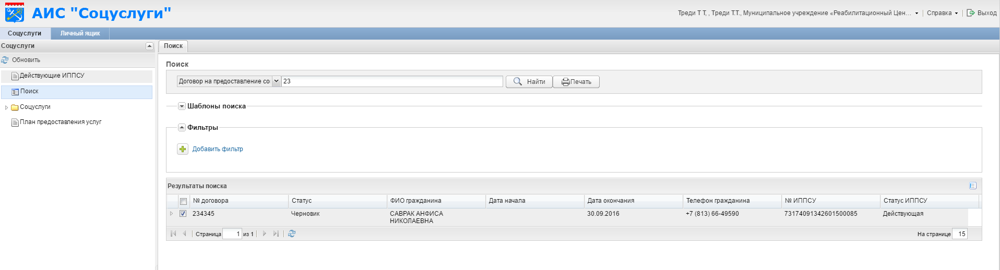 АИС "Соцуслуги"
Треди Т Т, , Треди Т.Т., Муниципальное учреждение «Реабилитационный Цен... Справка Выход
Соцуслуги Личный ящик
Соцуслуги
Обновить
Действующие ИППСУ
Поиск
Соцуслуги
План предоставления услуг
Поиск
Поиск
Договор на предоставление со 23 Найти Печать
Шаблоны поиска
Фильтры
Добавить фильтр
Результаты поиска
№ договора Статус ФИО гражданина Дата начала Дата окончания Телефон гражданина № ИППСУ Статус ИППСУ
234345 Черновик САВРАК АНФИСА 30.09.2016 +7 (813) 66-49590 73174091342601500085 Действующая
НИКОЛАЕВНА
Страница 1 из 1 На странице 15